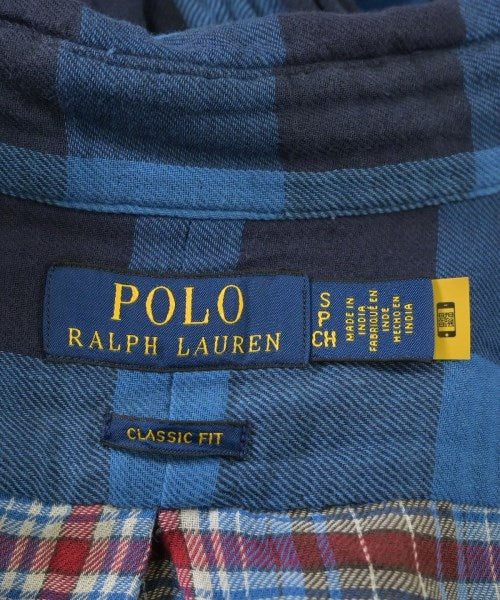 POLO
RALPH LAUREN
S
P
CH
MADE IN
INDIA
FABRIQUÉ EN
INDE
HECHO EN
INDIA
CLASSIC FIT